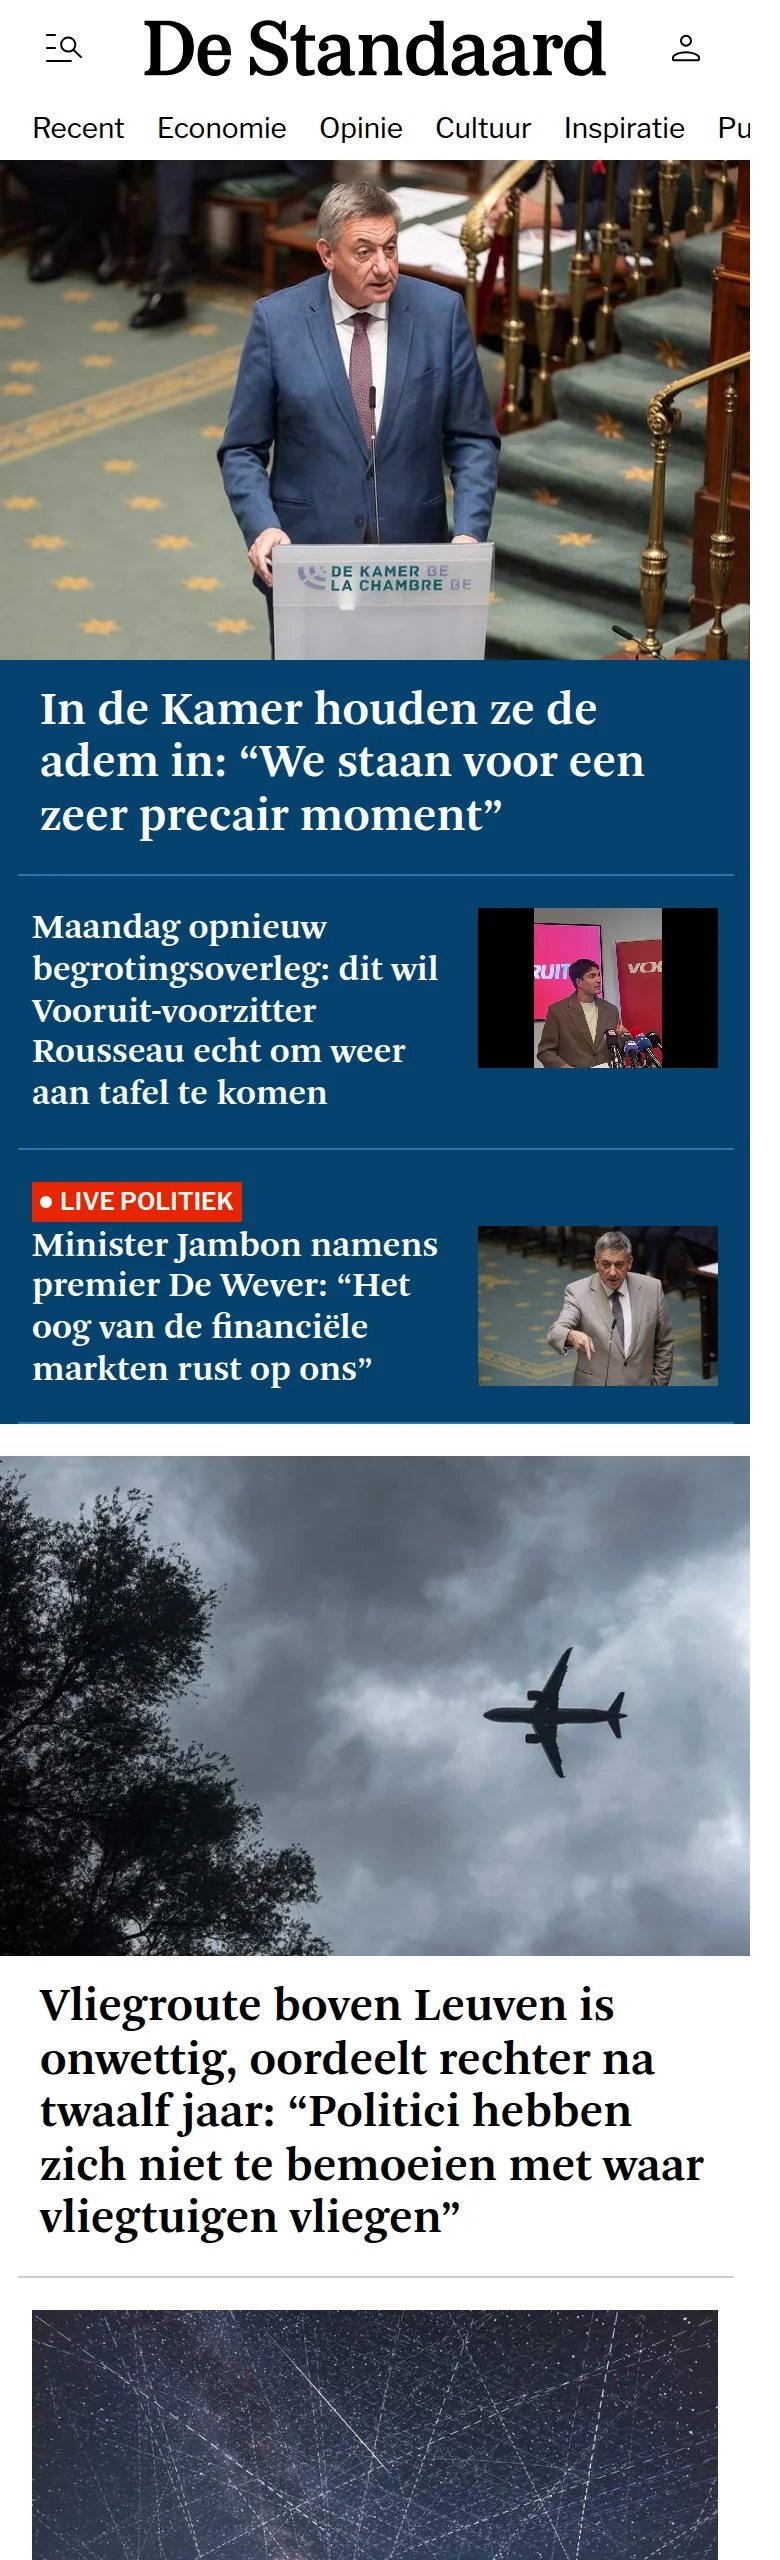 De Standaard
Recent Economie Opinie Cultuur Inspiratie Pu
DE KAMER BE
LA CHAMBRE BE
In de Kamer houden ze de
adem in: “We staan voor een
zeer precair moment”
Maandag opnieuw
begrotingsoverleg: dit wil
Vooruit-voorzitter
Rousseau echt om weer
aan tafel te komen
RUIT
VOO
LIVE POLITIEK
Minister Jambon namens
premier De Wever: “Het
oog van de financiële
markten rust op ons”
Vliegroute boven Leuven is
onwettig, oordeelt rechter na
twaalf jaar: “Politici hebben
zich niet te bemoeien met waar
vliegtuigen vliegen”